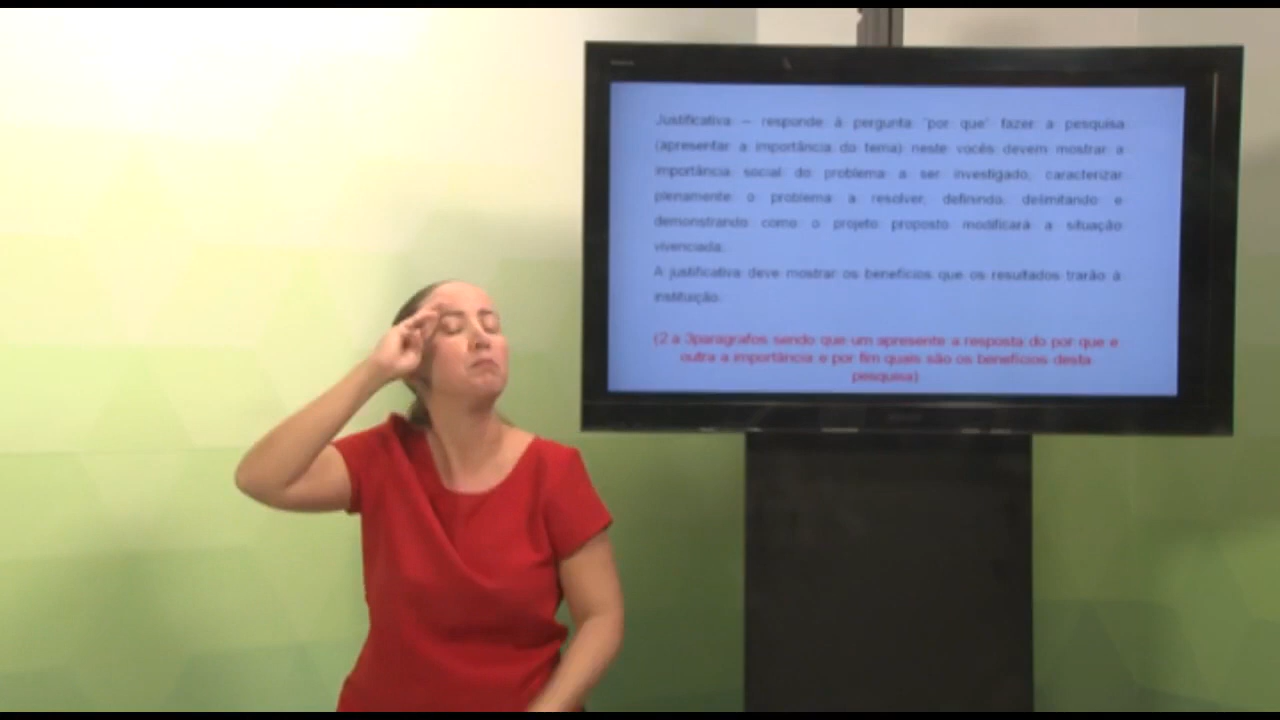 Justificativa – responde à pergunta 'por que' fazer a pesquisa
(apresentar a importância do tema) neste vocês devem mostrar a
importância social do problema a ser investigado, caracterizar
plenamente o problema a resolver, definindo, delimitando e
demonstrando como o projeto proposto modificará a situação
vivenciada.
A justificativa deve mostrar os benefícios que os resultados trarão à
instituição.
(2 a 3paragrafos sendo que um apresente a resposta do por que e
outra a importância e por fim quais são os benefícios desta
pesquisa)